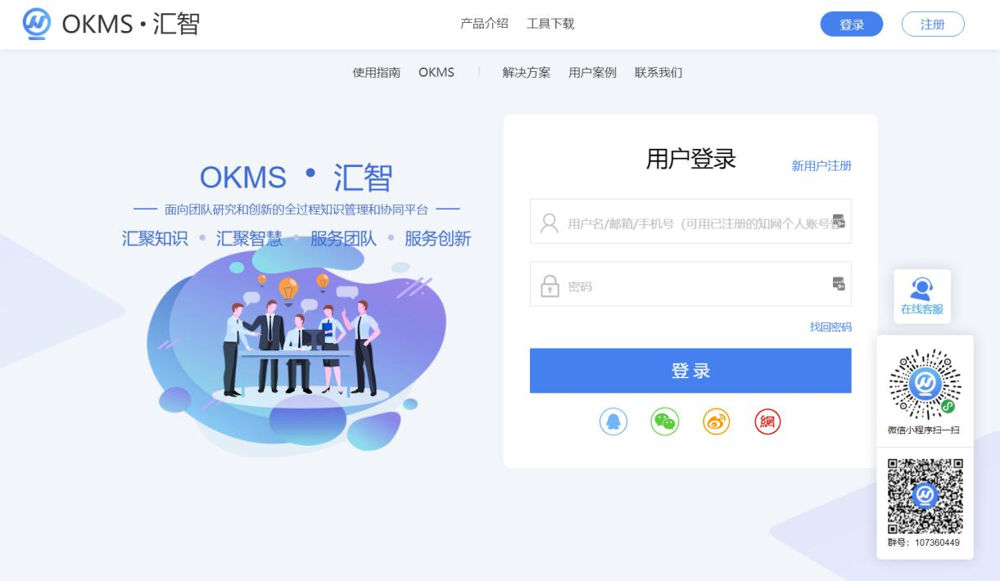 OKMS·汇智
产品介绍 工具下载
登录 注册
使用指南 OKMS | 解决方案 用户案例 联系我们
OKMS · 汇智
面向团队研究和创新的全过程知识管理和协同平台
汇聚知识 • 汇聚智慧 • 服务团队 • 服务创新
用户登录
新用户注册
用户名/邮箱/手机号（可用已注册的知网个人账号登
密码
找回密码
登录
網
在线客服
微信小程序扫一扫
群号：107360449